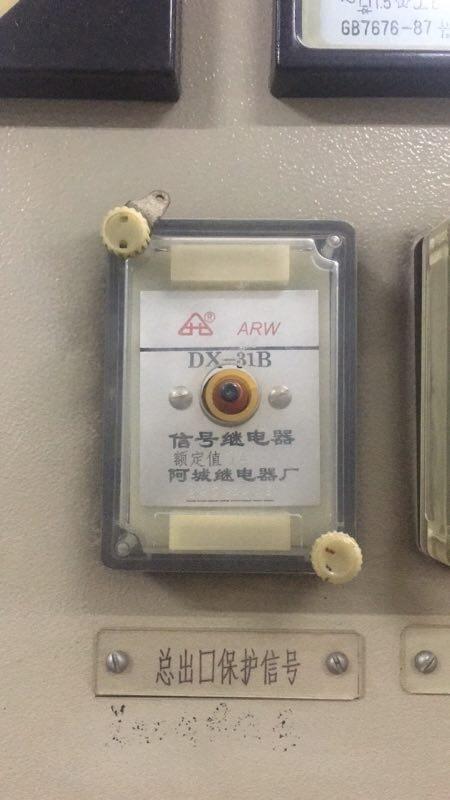 GB7676-87
® ARW
DX-31B
信号继电器
额定值
阿城继电器厂
总出口保护信号